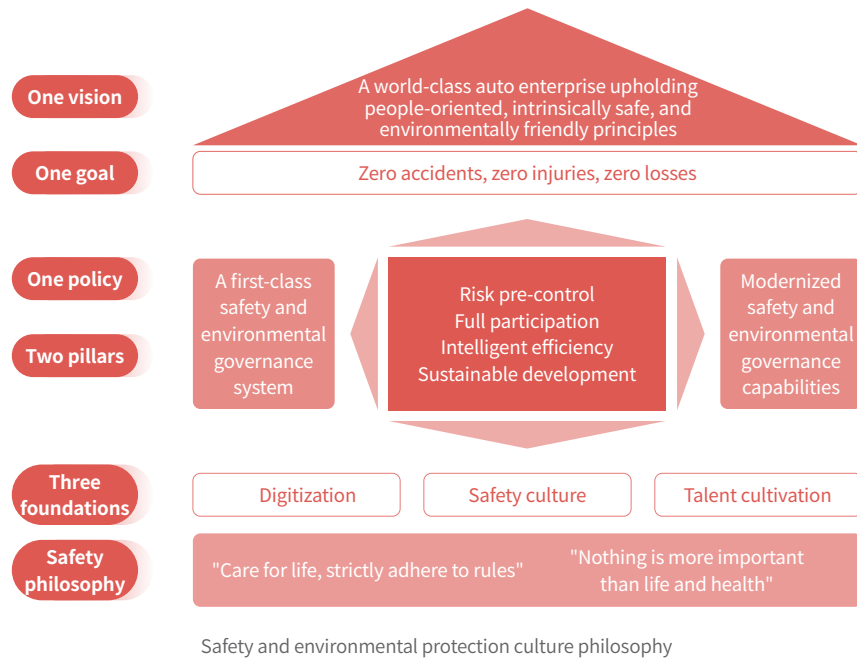 One vision
A world-class auto enterprise upholding
people-oriented, intrinsically safe, and
environmentally friendly principles
One goal
Zero accidents, zero injuries, zero losses
One policy
Two pillars
A first-class
safety and
environmental
governance
system
Risk pre-control
Full participation
Intelligent efficiency
Sustainable development
Modernized
safety and
environmental
governance
capabilities
Three
foundations
Digitization
Safety culture
Talent cultivation
Safety
philosophy
"Care for life, strictly adhere to rules"
"Nothing is more important
than life and health"
Safety and environmental protection culture philosophy